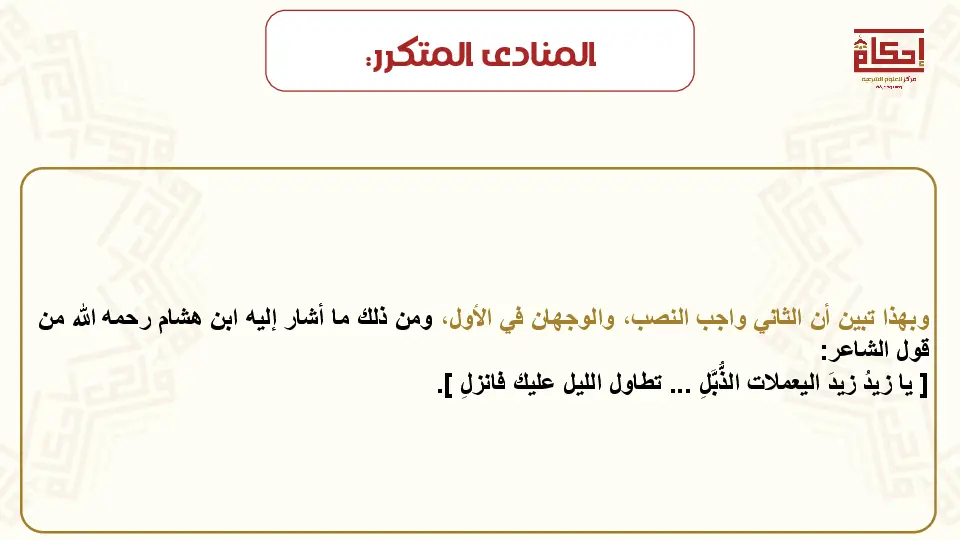 المنادى المتكرر:
إحكام
مركز للعلوم الشرعية
وبهذا تبين أن الثاني واجب النصب، والوجهان في الأول، ومن ذلك ما أشار إليه ابن هشام رحمه الله من
قول الشاعر:
[ يا زيدُ زيدَ اليعملات الذُّبَّلِ ... تطاول الليل عليك فانزلِ ].